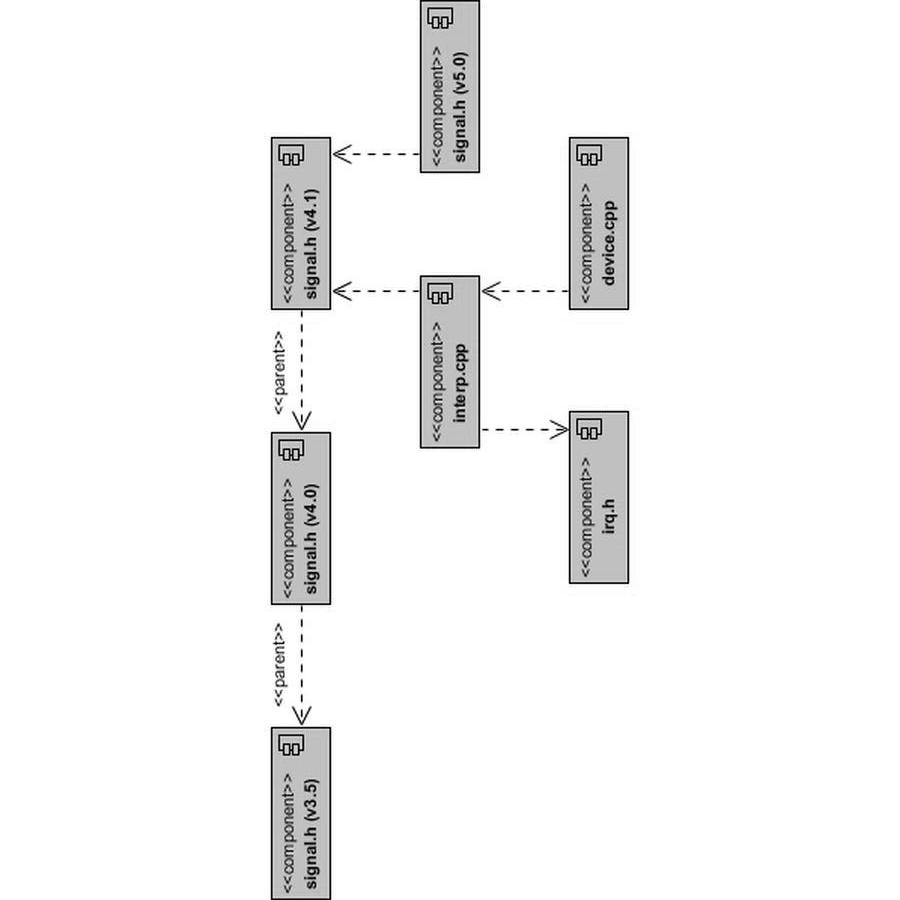 <<component>>
signal.h (v3.5)
<<parent>>
<<component>>
signal.h (v4.0)
<<parent>>
<<component>>
signal.h (v4.1)
<<component>>
interp.cpp
<<component>>
signal.h (v5.0)
<<component>>
irq.h
<<component>>
device.cpp